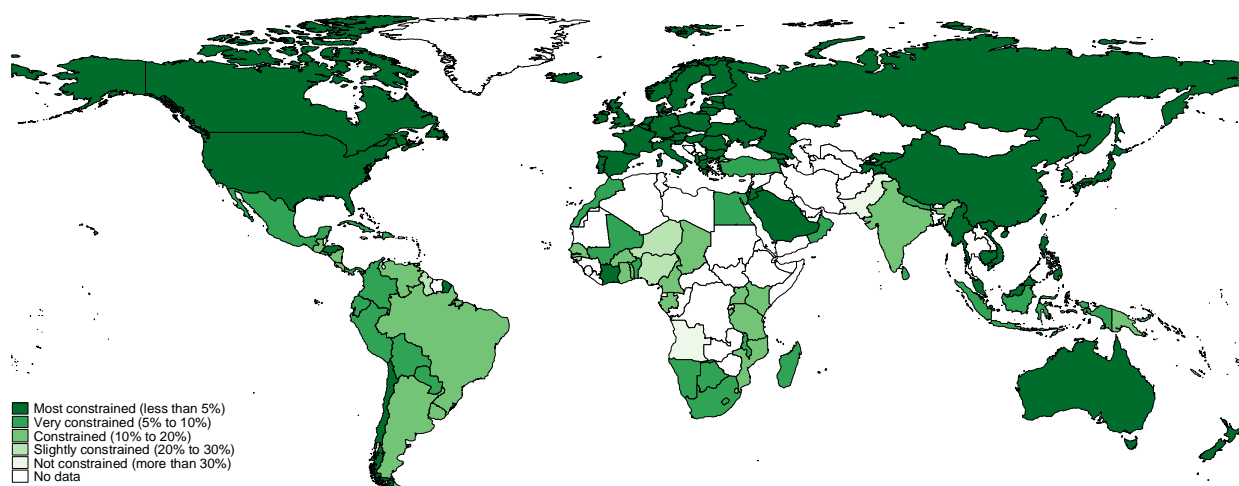 Most constrained (less than 5%)
Very constrained (5% to 10%)
Constrained (10% to 20%)
Slightly constrained (20% to 30%)
Not constrained (more than 30%)
No data